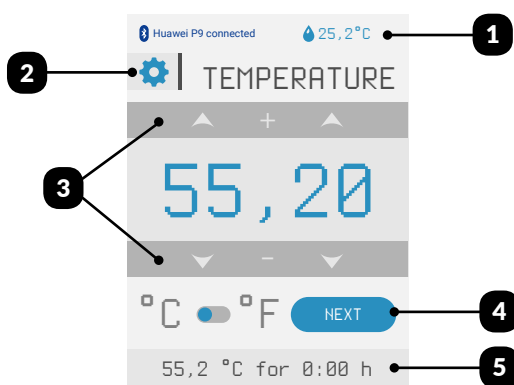 Huawei P9 connected 25,2°C
1
2
TEMPERATURE
+
3
55,20
-
°C °F NEXT
4
55,2 °C for 0:00 h
5